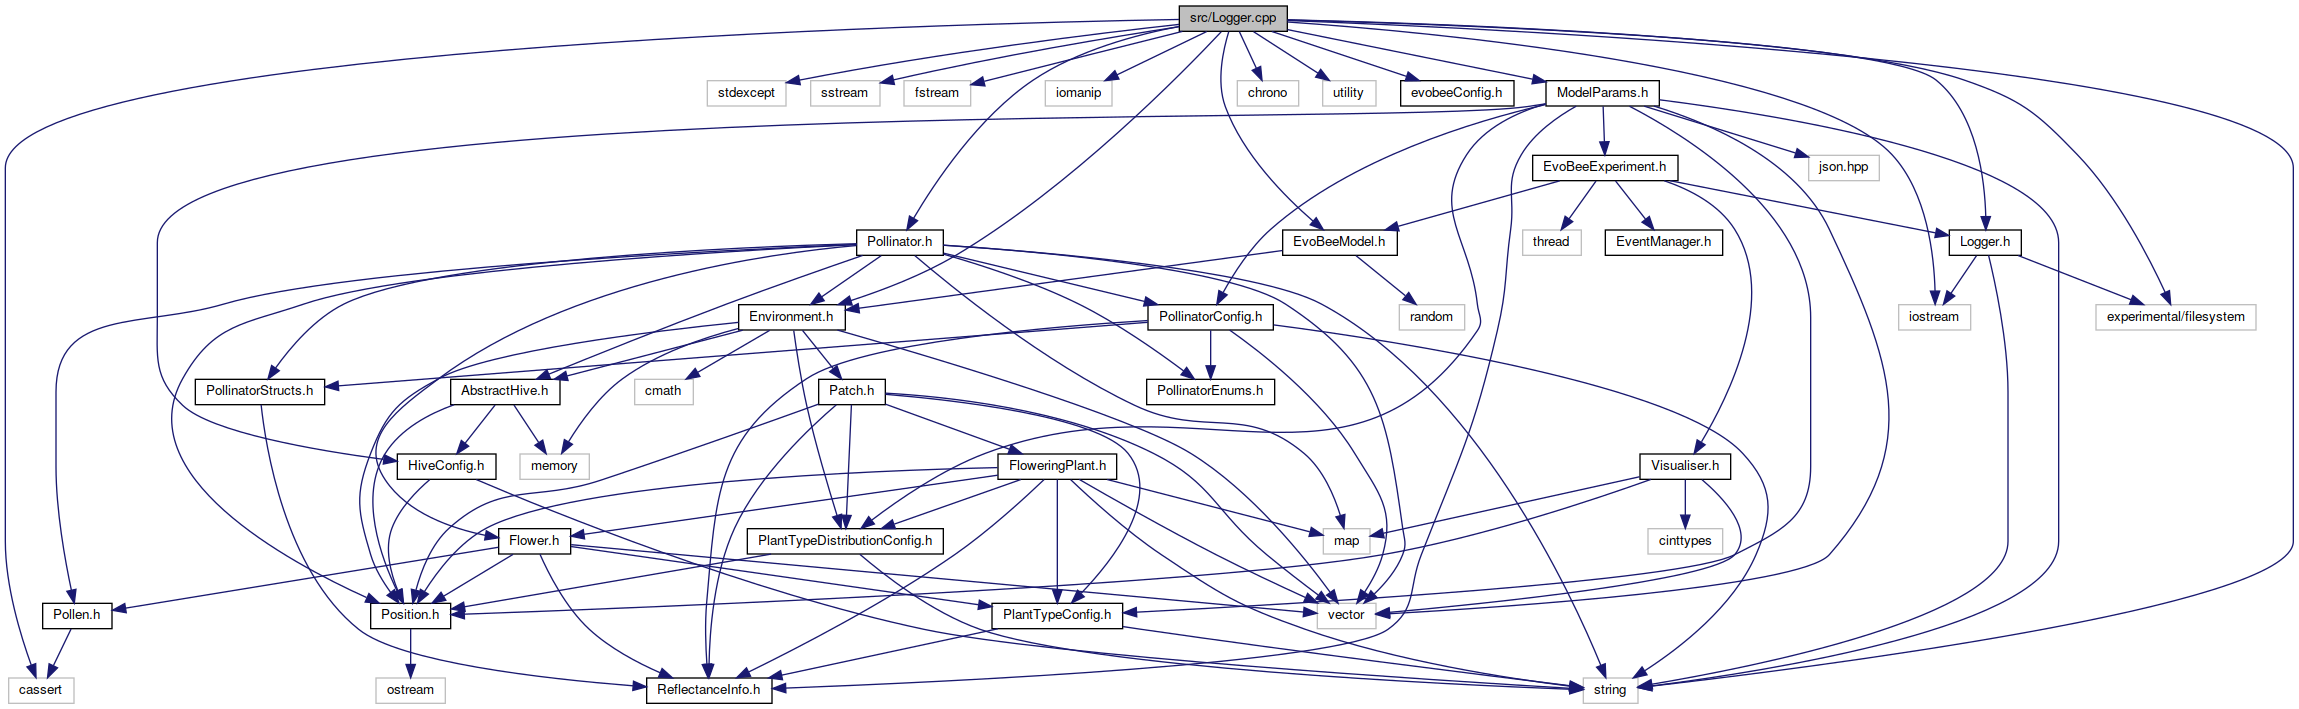 src/Logger.cpp
stdexcept
sstream
fstream
iomanip
chrono
utility
evobeeConfig.h
ModelParams.h
EvoBeeExperiment.h
json.hpp
Pollinator.h
EvoBeeModel.h
thread
EventManager.h
Logger.h
Environment.h
PollinatorConfig.h
random
iostream
experimental/filesystem
PollinatorStructs.h
AbstractHive.h
cmath
Patch.h
PollinatorEnums.h
HiveConfig.h
memory
FloweringPlant.h
Visualiser.h
Flower.h
PlantTypeDistributionConfig.h
map
cinttypes
Pollen.h
Position.h
PlantTypeConfig.h
vector
cassert
ostream
ReflectanceInfo.h
string